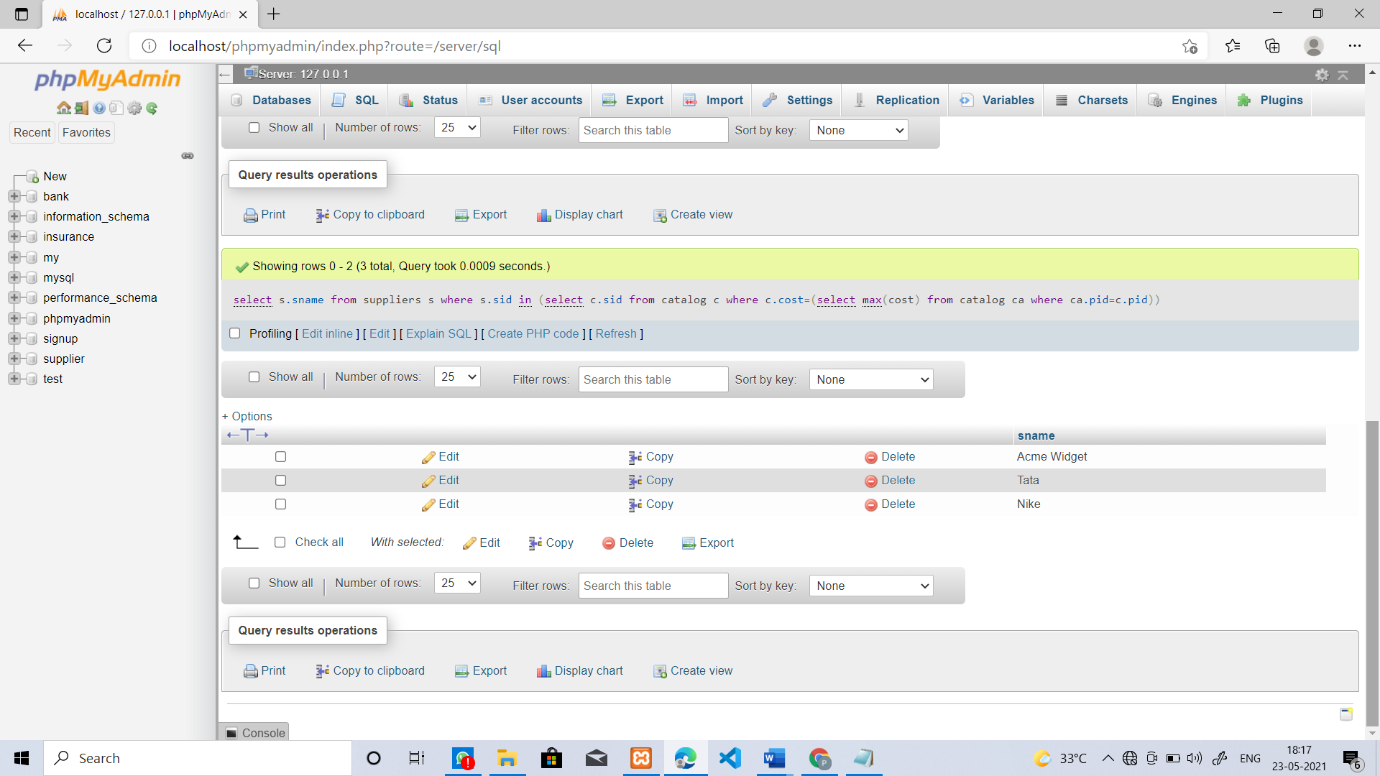 localhost / 127.0.0.1 | phpMyAdn
localhost/phpmyadmin/index.php?route=/server/sql
phpMyAdmin
Recent Favorites
New
bank
information_schema
insurance
my
mysql
performance_schema
phpmyadmin
signup
supplier
test
Server: 127.0.0.1
Databases SQL Status User accounts Export Import Settings Replication Variables Charsets Engines Plugins
Show all | Number of rows: 25 Filter rows: Search this table Sort by key: None
Query results operations
Print Copy to clipboard Export Display chart Create view
Showing rows 0 - 2 (3 total, Query took 0.0009 seconds.)
select s.sname from suppliers s where s.sid in (select c.sid from catalog c where c.cost=(select max(cost) from catalog ca where ca.pid=c.pid))
Profiling [ Edit inline ] [ Edit ] [ Explain SQL ] [ Create PHP code ] [ Refresh ]
Show all | Number of rows: 25 Filter rows: Search this table Sort by key: None
+ Options
←T→ sname
Edit Copy Delete Acme Widget
Edit Copy Delete Tata
Edit Copy Delete Nike
Check all With selected: Edit Copy Delete Export
Show all | Number of rows: 25 Filter rows: Search this table Sort by key: None
Query results operations
Print Copy to clipboard Export Display chart Create view
Console
Search 33°C ENG 18:17
23-05-2021 6